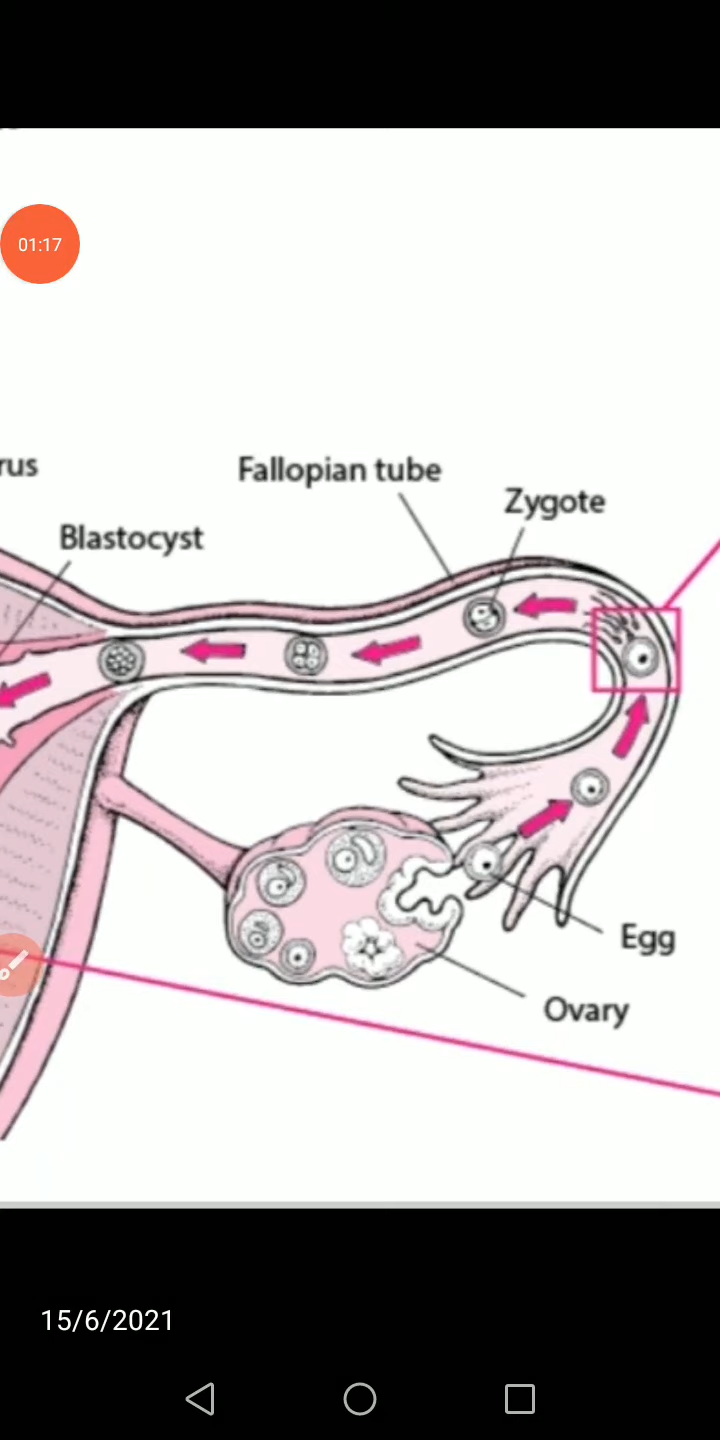 01:17
rus
Fallopian tube
Zygote
Blastocyst
Egg
Ovary
15/6/2021